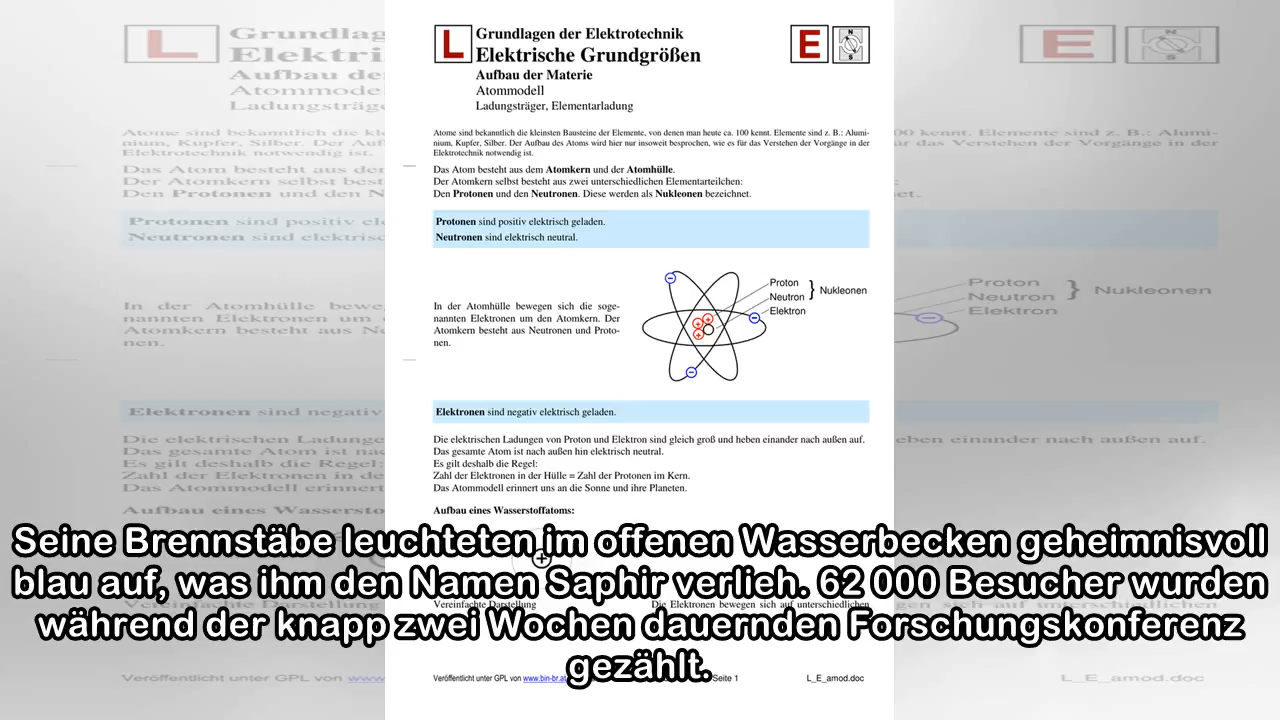 L
Grundlagen der Elektrotechnik
Elektrische Grundgrößen
Aufbau der Materie
Atommodell
Ladungsträger, Elementarladung
E
N
S
Atome sind bekanntlich die kleinsten Bausteine der Elemente, von denen man heute ca. 100 kennt. Elemente sind z. B.: Alumi-
nium, Kupfer, Silber. Der Aufbau des Atoms wird hier nur insoweit besprochen, wie es für das Verstehen der Vorgänge in der
Elektrotechnik notwendig ist.
Das Atom besteht aus dem Atomkern und der Atomhülle.
Der Atomkern selbst besteht aus zwei unterschiedlichen Elementarteilchen:
Den Protonen und den Neutronen. Diese werden als Nukleonen bezeichnet.
Protonen sind positiv elektrisch geladen.
Neutronen sind elektrisch neutral.
In der Atomhülle bewegen sich die soge-
nannten Elektronen um den Atomkern. Der
Atomkern besteht aus Neutronen und Proto-
nen.
Proton
Neutron
Elektron
Nukleonen
Elektronen sind negativ elektrisch geladen.
Die elektrischen Ladungen von Proton und Elektron sind gleich groß und heben einander nach außen auf.
Das gesamte Atom ist nach außen hin elektrisch neutral.
Es gilt deshalb die Regel:
Zahl der Elektronen in der Hülle = Zahl der Protonen im Kern.
Das Atommodell erinnert uns an die Sonne und ihre Planeten.
Aufbau eines Wasserstoffatoms:
Seine Brennstäbe leuchteten im offenen Wasserbecken geheimnisvoll
blau auf, was ihm den Namen Saphir verlieh. 62 000 Besucher wurden
während der knapp zwei Wochen dauernden Forschungskonferenz
gezählt.
Vereinfachte Darstellung
Die Elektronen bewegen sich auf unterschiedlichen
Veröffentlicht unter GPL von www.bin-br.at
Seite 1
L_E_amod.doc